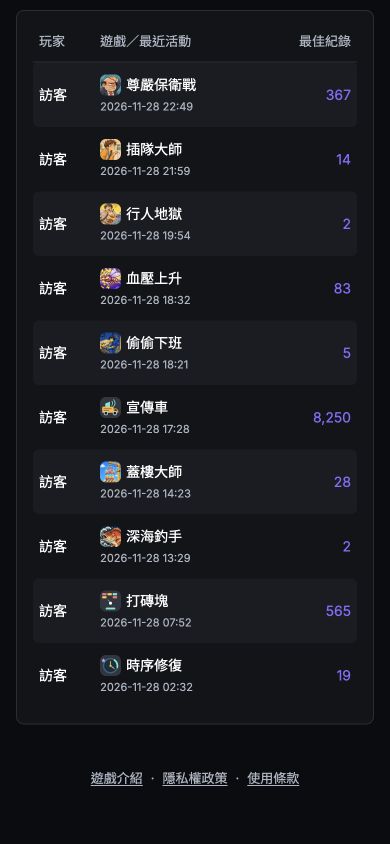 玩家 遊戲／最近活動 最佳紀錄
訪客 尊嚴保衛戰 367
2026-11-28 22:49
訪客 插隊大師 14
2026-11-28 21:59
訪客 行人地獄 2
2026-11-28 19:54
訪客 血壓上升 83
2026-11-28 18:32
訪客 偷偷下班 5
2026-11-28 18:21
訪客 宣傳車 8,250
2026-11-28 17:28
訪客 蓋樓大師 28
2026-11-28 14:23
訪客 深海釣手 2
2026-11-28 13:29
訪客 打磚塊 565
2026-11-28 07:52
訪客 時序修復 19
2026-11-28 02:32
遊戲介紹 · 隱私權政策 · 使用條款